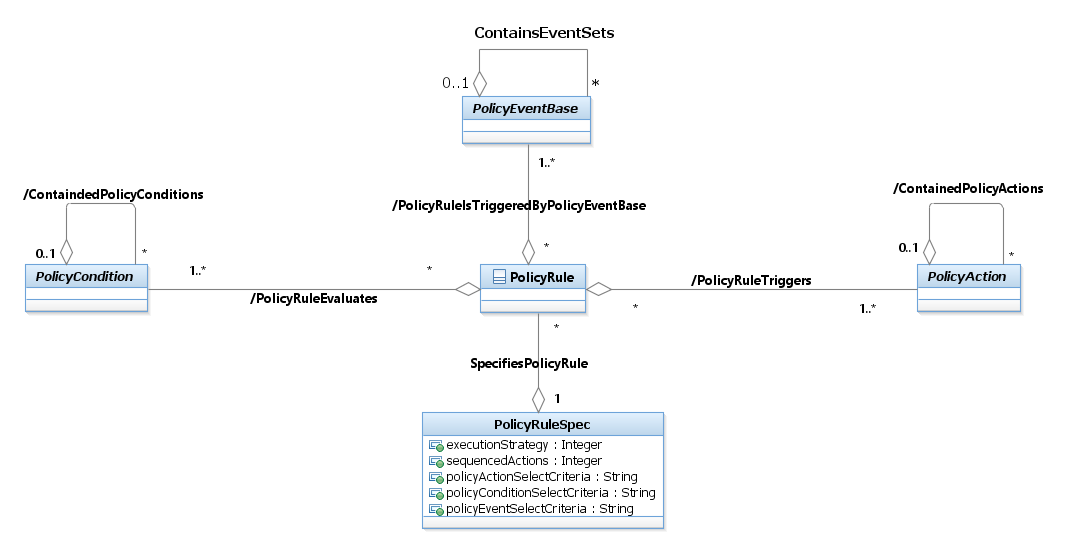 ContainsEventSets
0..1
*
PolicyEventBase
1..*
/ContaindedPolicyConditions
/ContainedPolicyActions
/PolicyRuleIsTriggeredByPolicyEventBase
0..1
*
*
0..1
*
PolicyCondition
1..*
*
PolicyRule
/PolicyRuleTriggers
PolicyAction
/PolicyRuleEvaluates
*
1..*
*
SpecifiesPolicyRule
1
PolicyRuleSpec
executionStrategy : Integer
sequencedActions : Integer
policyActionSelectCriteria : String
policyConditionSelectCriteria : String
policyEventSelectCriteria : String